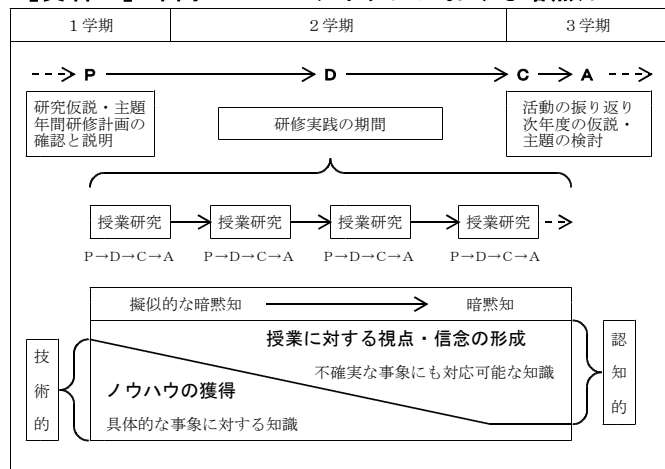 1学期
2学期
3学期
P
D
C
A
研究仮説・主題
年間研修計画の
確認と説明
研修実践の期間
活動の振り返り
次年度の仮説・
主題の検討
授業研究
授業研究
授業研究
授業研究
P→D→C→A
P→D→C→A
P→D→C→A
P→D→C→A
擬似的な暗黙知
暗黙知
授業に対する視点・信念の形成
不確実な事象にも対応可能な知識
ノウハウの獲得
具体的な事象に対する知識
技術的
認知的